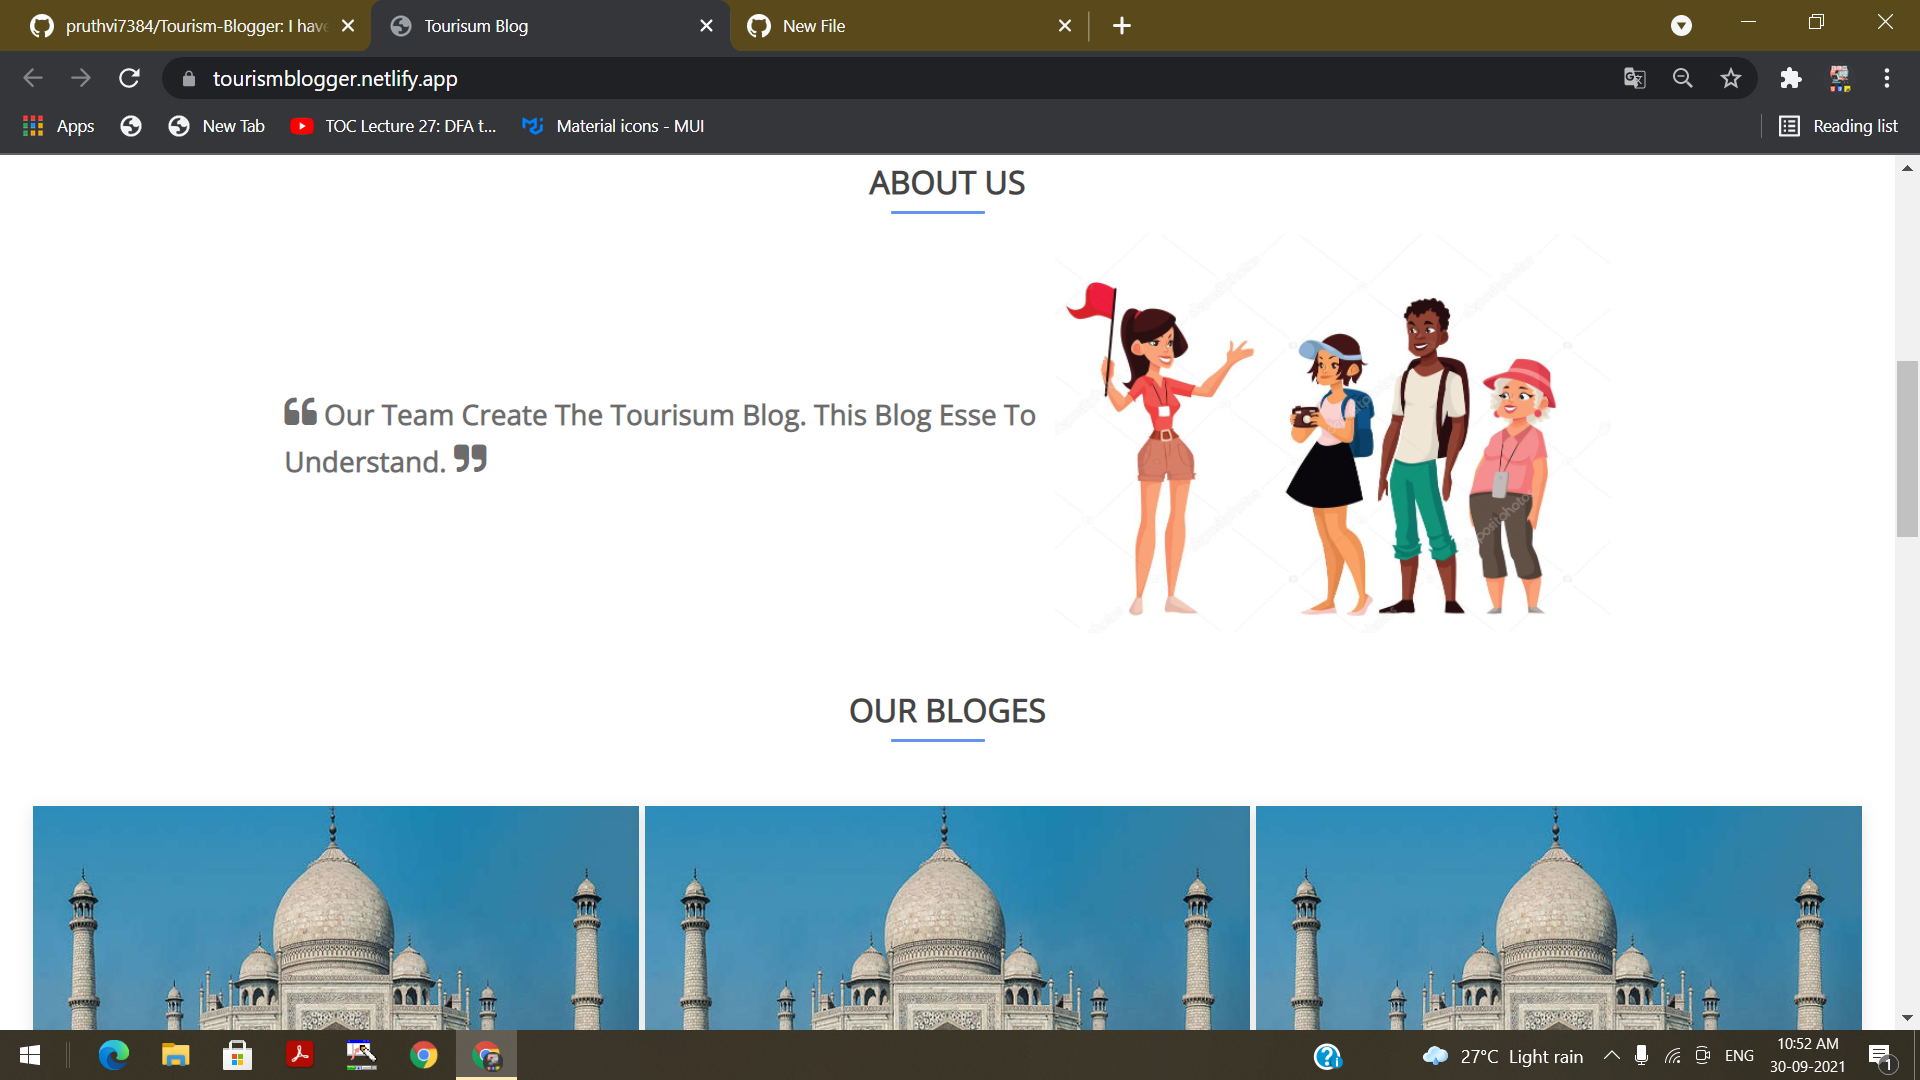 pruthvi7384/Tourism-Blogger: I have
Tourisum Blog
New File
tourismblogger.netlify.app
Apps
New Tab
TOC Lecture 27: DFA t...
Material icons - MUI
Reading list
ABOUT US
Our Team Create The Tourisum Blog. This Blog Esse To
Understand.
OUR BLOGES
27°C Light rain
ENG
10:52 AM
30-09-2021
1